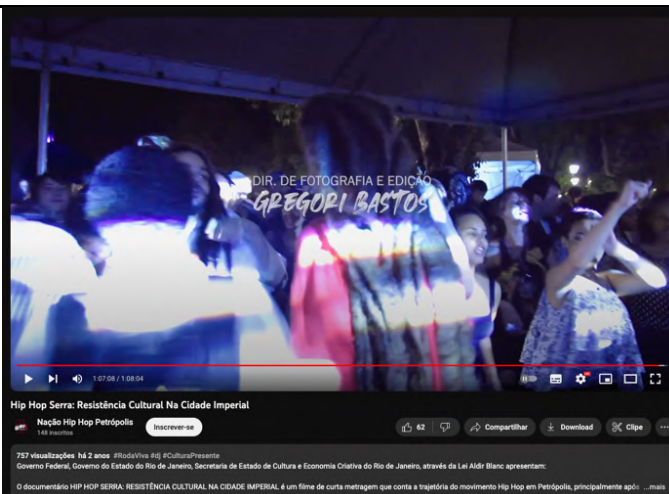 DIR. DE FOTOGRAFIA E EDIÇÃO
GREGORI BASTOS
1:07:08 / 1:08:04
Hip Hop Serra: Resistência Cultural Na Cidade Imperial
Nação Hip Hop Petrópolis
148 inscritos
Inscrever-se
62
Compartilhar
Download
Clipe
757 visualizações há 2 anos #RodaViva #dj #CulturaPresente
Governo Federal, Governo do Estado do Rio de Janeiro, Secretaria de Estado de Cultura e Economia Criativa do Rio de Janeiro, através da Lei Aldir Blanc apresentam:
O documentário HIP HOP SERRA: RESISTÊNCIA CULTURAL NA CIDADE IMPERIAL é um filme de curta metragem que conta a trajetória do movimento Hip Hop em Petrópolis, principalmente após ...mais